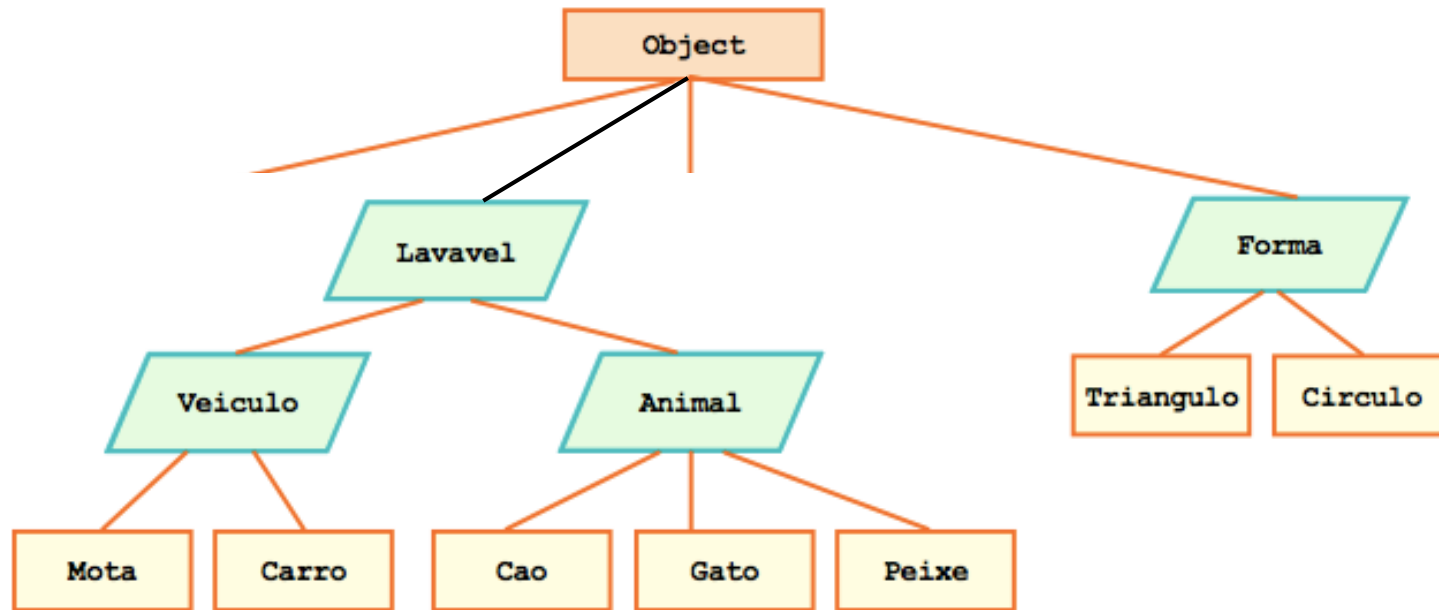 Object
Lavavel
Forma
Veiculo
Animal
Triangulo
Circulo
Mota
Carro
Cao
Gato
Peixe